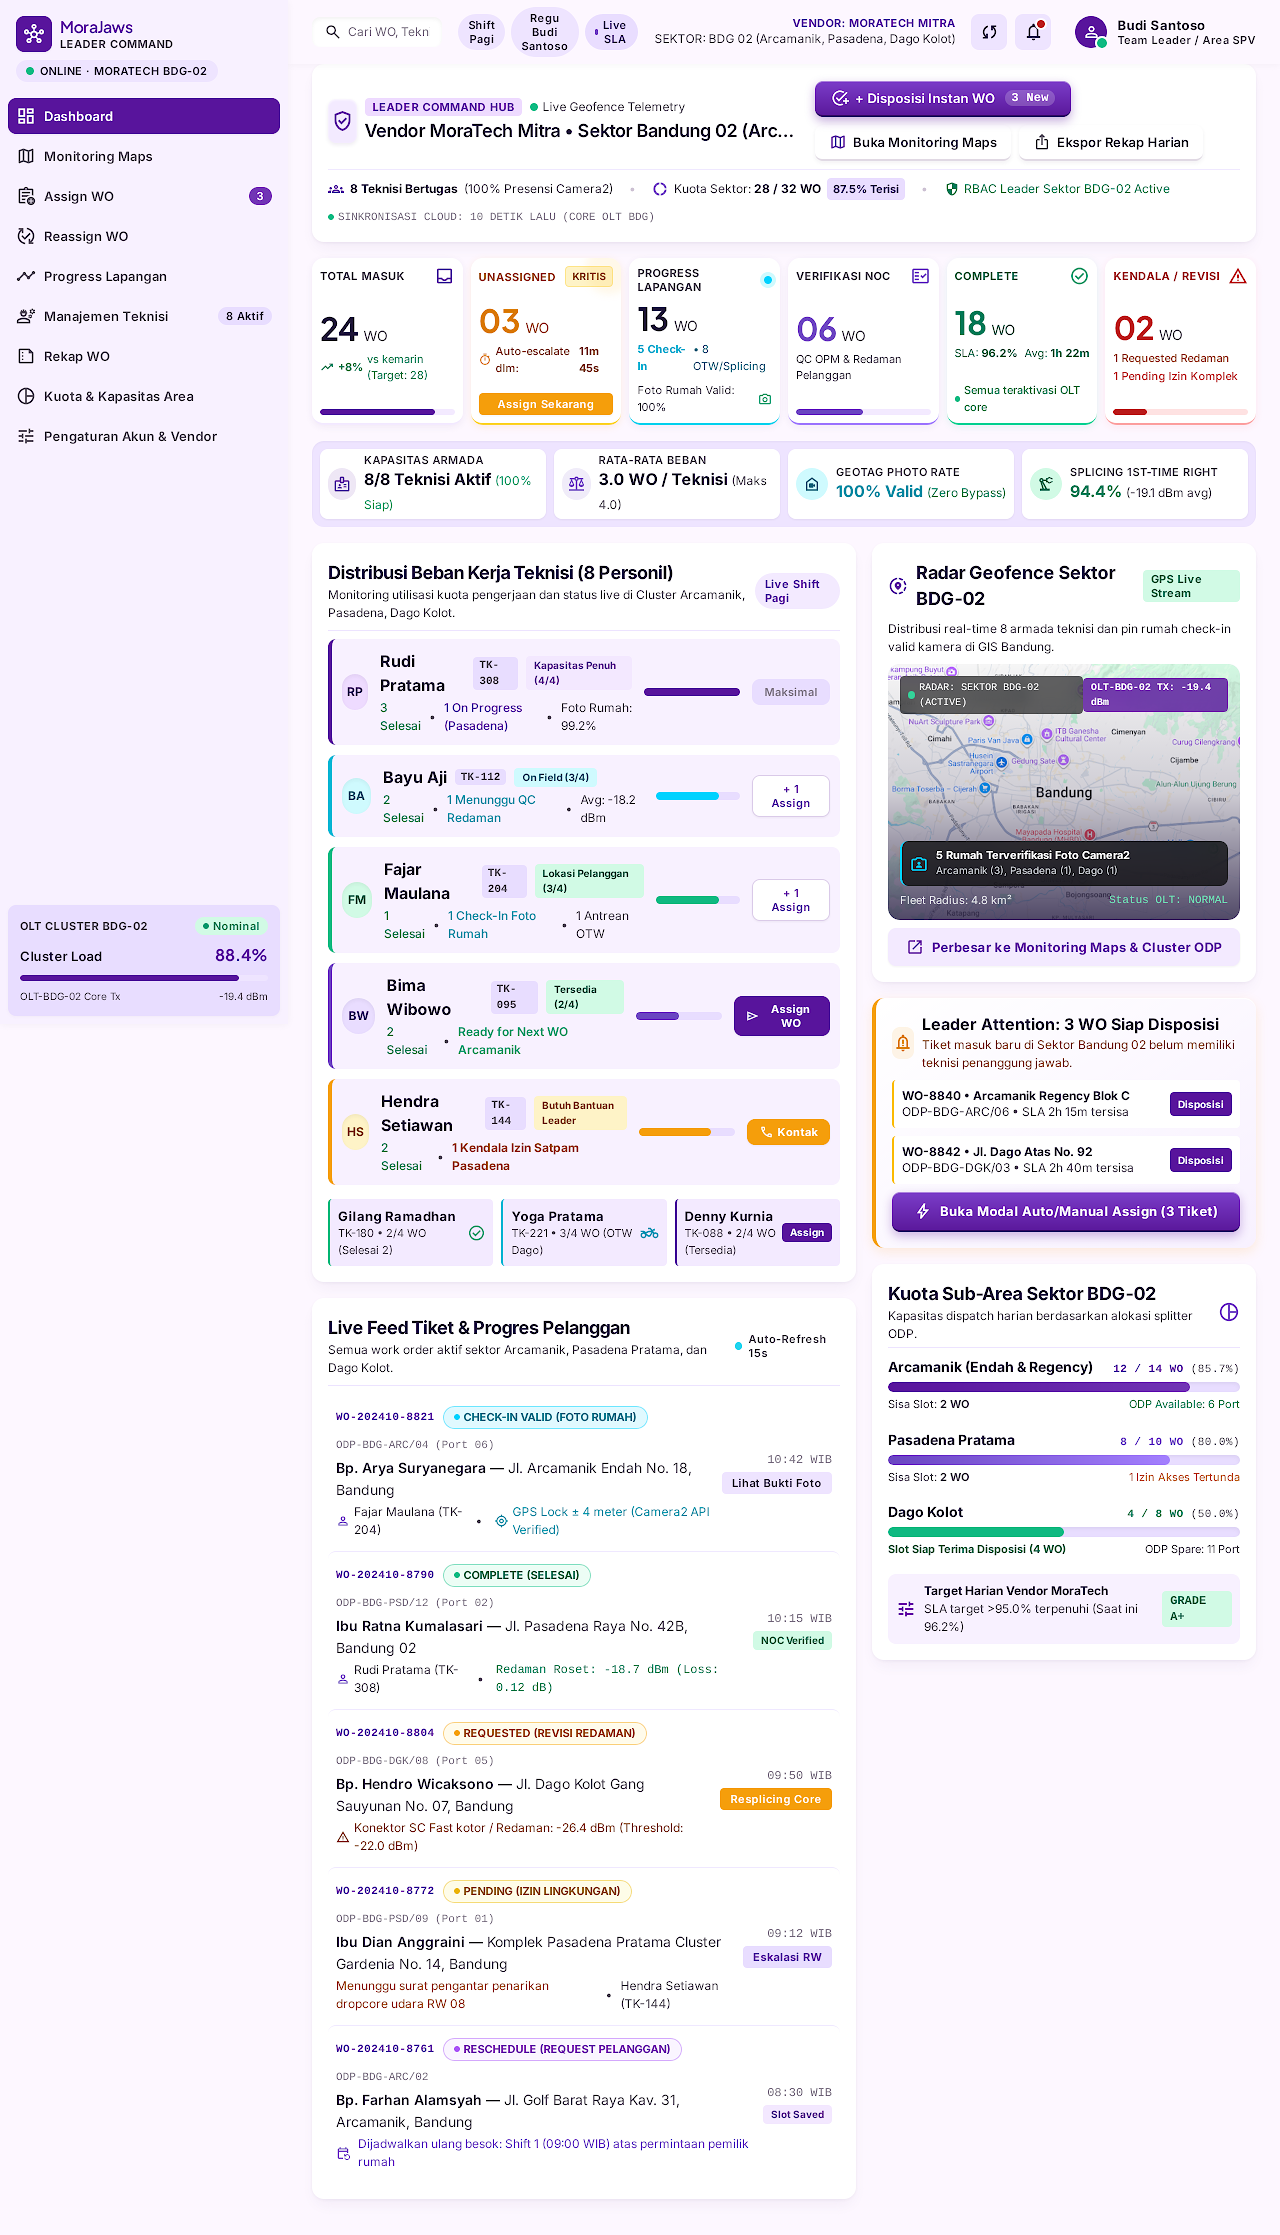 MoraJaws
LEADER COMMAND
ONLINE · MORATECH BDG-02
Dashboard
Monitoring Maps
Assign WO
3
Reassign WO
Progress Lapangan
Manajemen Teknisi
8 Aktif
Rekap WO
Kuota & Kapasitas Area
Pengaturan Akun & Vendor
OLT CLUSTER BDG-02
Nominal
Cluster Load
88.4%
OLT-BDG-02 Core Tx
-19.4 dBm
Cari WO, Tekn
Shift
Pagi
Regu
Budi
Santoso
Live
SLA
VENDOR: MORATECH MITRA
SEKTOR: BDG 02 (Arcamanik, Pasadena, Dago Kolot)
Budi Santoso
Team Leader / Area SPV
LEADER COMMAND HUB
Live Geofence Telemetry
Vendor MoraTech Mitra • Sektor Bandung 02 (Arc...
+ Disposisi Instan WO
3 New
Buka Monitoring Maps
Ekspor Rekap Harian
8 Teknisi Bertugas (100% Presensi Camera2)
•
Kuota Sektor: 28 / 32 WO
87.5% Terisi
•
RBAC Leader Sektor BDG-02 Active
SINKRONISASI CLOUD: 10 DETIK LALU (CORE OLT BDG)
TOTAL MASUK
24 WO
+8%
vs kemarin
(Target: 28)
UNASSIGNED
KRITIS
03 WO
Auto-escalate
dlm:
11m
45s
Assign Sekarang
PROGRESS
LAPANGAN
13 WO
5 Check-
In
• 8
OTW/Splicing
Foto Rumah Valid:
100%
VERIFIKASI NOC
06 WO
QC OPM & Redaman
Pelanggan
COMPLETE
18 WO
SLA: 96.2%
Avg: 1h 22m
Semua teraktivasi OLT
core
KENDALA / REVISI
02 WO
1 Requested Redaman
1 Pending Izin Komplek
KAPASITAS ARMADA
8/8 Teknisi Aktif (100%
Siap)
RATA-RATA BEBAN
3.0 WO / Teknisi (Maks
4.0)
GEOTAG PHOTO RATE
100% Valid (Zero Bypass)
SPLICING 1ST-TIME RIGHT
94.4% (-19.1 dBm avg)
Distribusi Beban Kerja Teknisi (8 Personil)
Monitoring utilisasi kuota pengerjaan dan status live di Cluster Arcamanik,
Pasadena, Dago Kolot.
Live Shift
Pagi
RP
Rudi
Pratama
TK-
308
Kapasitas Penuh
(4/4)
3
Selesai
•
1 On Progress
(Pasadena)
•
Foto Rumah:
99.2%
Maksimal
BA
Bayu Aji
TK-112
On Field (3/4)
2
Selesai
•
1 Menunggu QC
Redaman
•
Avg: -18.2
dBm
+ 1
Assign
FM
Fajar
Maulana
TK-
204
Lokasi Pelanggan
(3/4)
1
Selesai
•
1 Check-In Foto
Rumah
•
1 Antrean
OTW
+ 1
Assign
BW
Bima
Wibowo
TK-
095
Tersedia
(2/4)
2
Selesai
•
Ready for Next WO
Arcamanik
Assign
WO
HS
Hendra
Setiawan
TK-
144
Butuh Bantuan
Leader
2
Selesai
•
1 Kendala Izin Satpam
Pasadena
Kontak
Gilang Ramadhan
TK-180 • 2/4 WO
(Selesai 2)
Yoga Pratama
TK-221 • 3/4 WO (OTW
Dago)
Denny Kurnia
TK-088 • 2/4 WO
(Tersedia)
Assign
Live Feed Tiket & Progres Pelanggan
Semua work order aktif sektor Arcamanik, Pasadena Pratama, dan
Dago Kolot.
Auto-Refresh
15s
WO-202410-8821
CHECK-IN VALID (FOTO RUMAH)
ODP-BDG-ARC/04 (Port 06)
Bp. Arya Suryanegara — Jl. Arcamanik Endah No. 18,
Bandung
Fajar Maulana (TK-
204)
•
GPS Lock ± 4 meter (Camera2 API
Verified)
10:42 WIB
Lihat Bukti Foto
WO-202410-8790
COMPLETE (SELESAI)
ODP-BDG-PSD/12 (Port 02)
Ibu Ratna Kumalasari — Jl. Pasadena Raya No. 42B,
Bandung 02
Rudi Pratama (TK-
308)
•
Redaman Roset: -18.7 dBm (Loss:
0.12 dB)
10:15 WIB
NOC Verified
WO-202410-8804
REQUESTED (REVISI REDAMAN)
ODP-BDG-DGK/08 (Port 05)
Bp. Hendro Wicaksono — Jl. Dago Kolot Gang
Sauyunan No. 07, Bandung
Konektor SC Fast kotor / Redaman: -26.4 dBm (Threshold:
-22.0 dBm)
09:50 WIB
Resplicing Core
WO-202410-8772
PENDING (IZIN LINGKUNGAN)
ODP-BDG-PSD/09 (Port 01)
Ibu Dian Anggraini — Komplek Pasadena Pratama Cluster
Gardenia No. 14, Bandung
Menunggu surat pengantar penarikan
dropcore udara RW 08
•
Hendra Setiawan
(TK-144)
09:12 WIB
Eskalasi RW
WO-202410-8761
RESCHEDULE (REQUEST PELANGGAN)
ODP-BDG-ARC/02
Bp. Farhan Alamsyah — Jl. Golf Barat Raya Kav. 31,
Arcamanik, Bandung
Dijadwalkan ulang besok: Shift 1 (09:00 WIB) atas permintaan pemilik
rumah
08:30 WIB
Slot Saved
Radar Geofence Sektor
BDG-02
GPS Live
Stream
Distribusi real-time 8 armada teknisi dan pin rumah check-in
valid kamera di GIS Bandung.
RADAR: SEKTOR BDG-02
(ACTIVE)
OLT-BDG-02 TX: -19.4
dBm
NuArt Sculpture Park
Cimahi
Paris Van Java
ITB Ganesha
Cultural Center
Cimenyan
Curug Cilengkrang
Husein
Sastranegara
Airport
Gedung Sate
Cijambe
Borma Toserba - Cijerah
BABAKAN
Bandung
Alun-Alun Ujung Berung
CIBIRU
Mayapada Hospital
5 Rumah Terverifikasi Foto Camera2
Arcamanik (3), Pasadena (1), Dago (1)
Bojongsoang
Fleet Radius: 4.8 km²
Status OLT: NORMAL
Katapang
Perbesar ke Monitoring Maps & Cluster ODP
Leader Attention: 3 WO Siap Disposisi
Tiket masuk baru di Sektor Bandung 02 belum memiliki
teknisi penanggung jawab.
WO-8840 • Arcamanik Regency Blok C
ODP-BDG-ARC/06 • SLA 2h 15m tersisa
Disposisi
WO-8842 • Jl. Dago Atas No. 92
ODP-BDG-DGK/03 • SLA 2h 40m tersisa
Disposisi
Buka Modal Auto/Manual Assign (3 Tiket)
Kuota Sub-Area Sektor BDG-02
Kapasitas dispatch harian berdasarkan alokasi splitter
ODP.
Arcamanik (Endah & Regency)
12 / 14 WO (85.7%)
Sisa Slot: 2 WO
ODP Available: 6 Port
Pasadena Pratama
8 / 10 WO (80.0%)
Sisa Slot: 2 WO
1 Izin Akses Tertunda
Dago Kolot
4 / 8 WO (50.0%)
Slot Siap Terima Disposisi (4 WO)
ODP Spare: 11 Port
Target Harian Vendor MoraTech
SLA target >95.0% terpenuhi (Saat ini
96.2%)
GRADE
A+